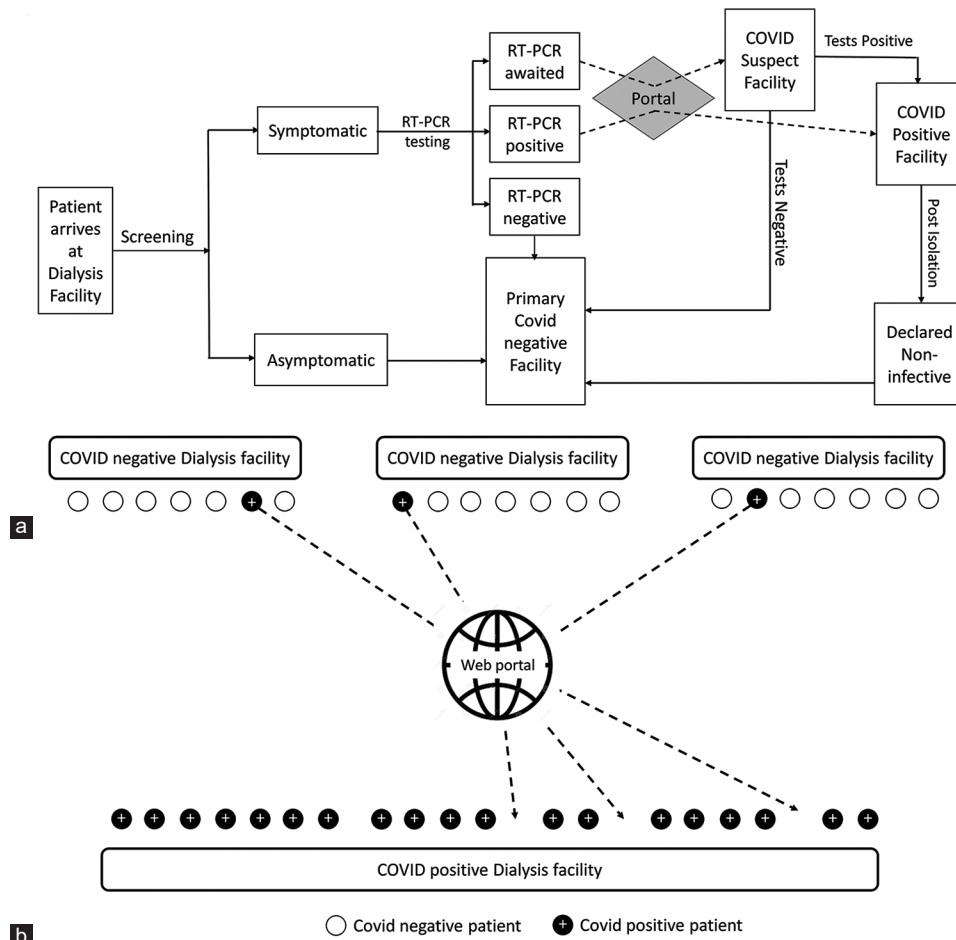 Patient
arrives
at
Dialysis
Facility
Screening
Symptomatic
Asymptomatic
RT-PCR
testing
RT-PCR
awaited
RT-PCR
positive
RT-PCR
negative
Primary
Covid
negative
Facility
Portal
COVID
Suspect
Facility
Tests Positive
Tests Negative
COVID
Positive
Facility
Post Isolation
Declared
Non-
infective
COVID negative Dialysis facility
COVID negative Dialysis facility
COVID negative Dialysis facility
a
Web portal
COVID positive Dialysis facility
b
Covid negative patient
Covid positive patient